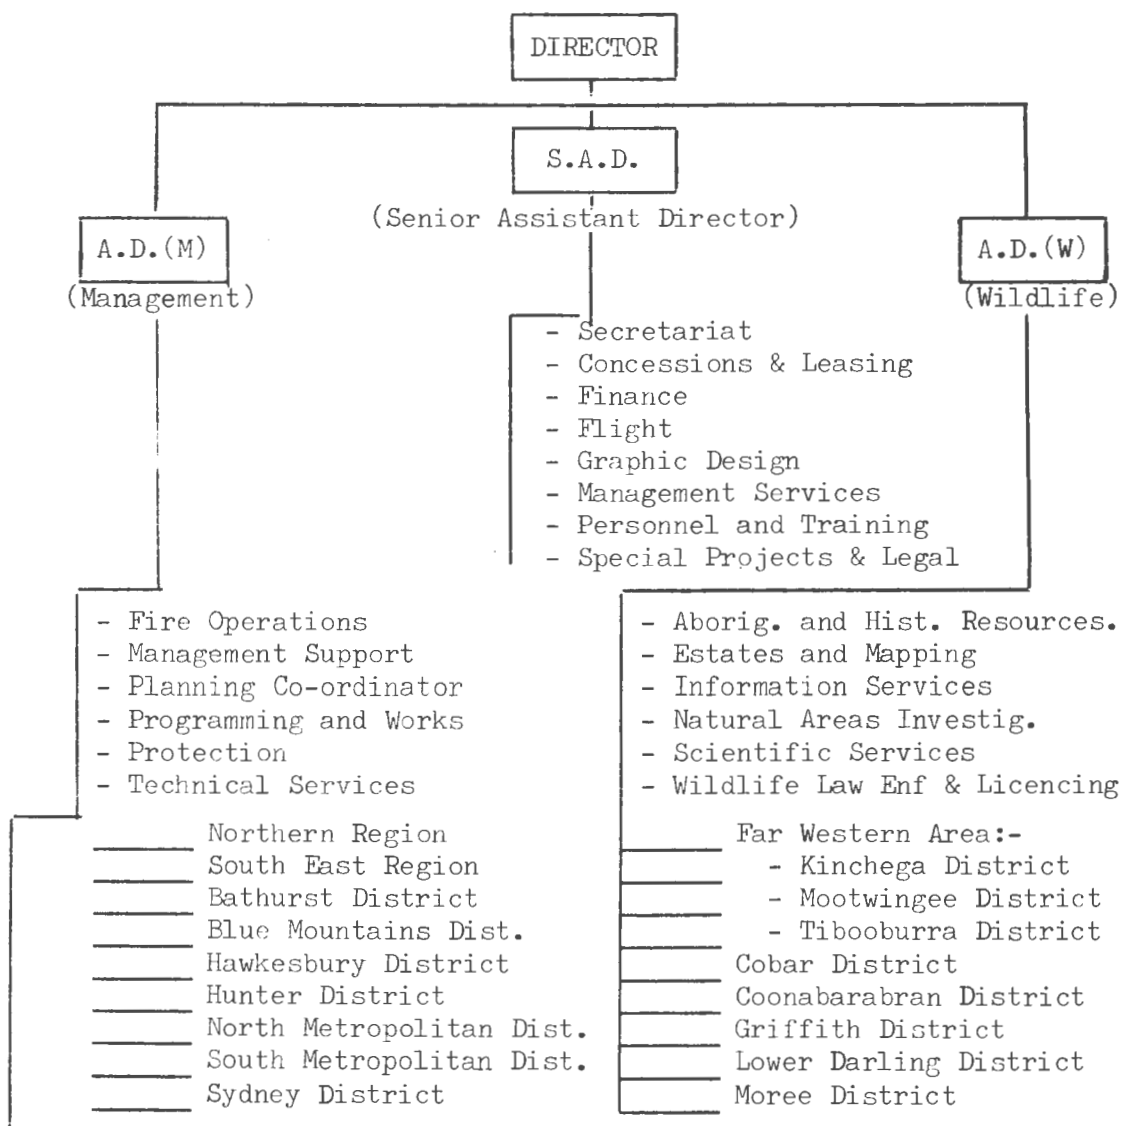 DIRECTOR
S.A.D.
(Senior Assistant Director)
A.D.(M)
(Management)
A.D.(W)
(Wildlife)
- Secretariat
- Concessions & Leasing
- Finance
- Flight
- Graphic Design
- Management Services
- Personnel and Training
- Special Projects & Legal
- Fire Operations
- Management Support
- Planning Co-ordinator
- Programming and Works
- Protection
- Technical Services
Northern Region
South East Region
Bathurst District
Blue Mountains Dist.
Hawkesbury District
Hunter District
North Metropolitan Dist.
South Metropolitan Dist.
Sydney District
- Aborig. and Hist. Resources.
- Estates and Mapping
- Information Services
- Natural Areas Investig.
- Scientific Services
- Wildlife Law Enf & Licencing
Far Western Area:-
- Kinchega District
- Mootwingee District
- Tibooburra District
Cobar District
Coonabarabran District
Griffith District
Lower Darling District
Moree District